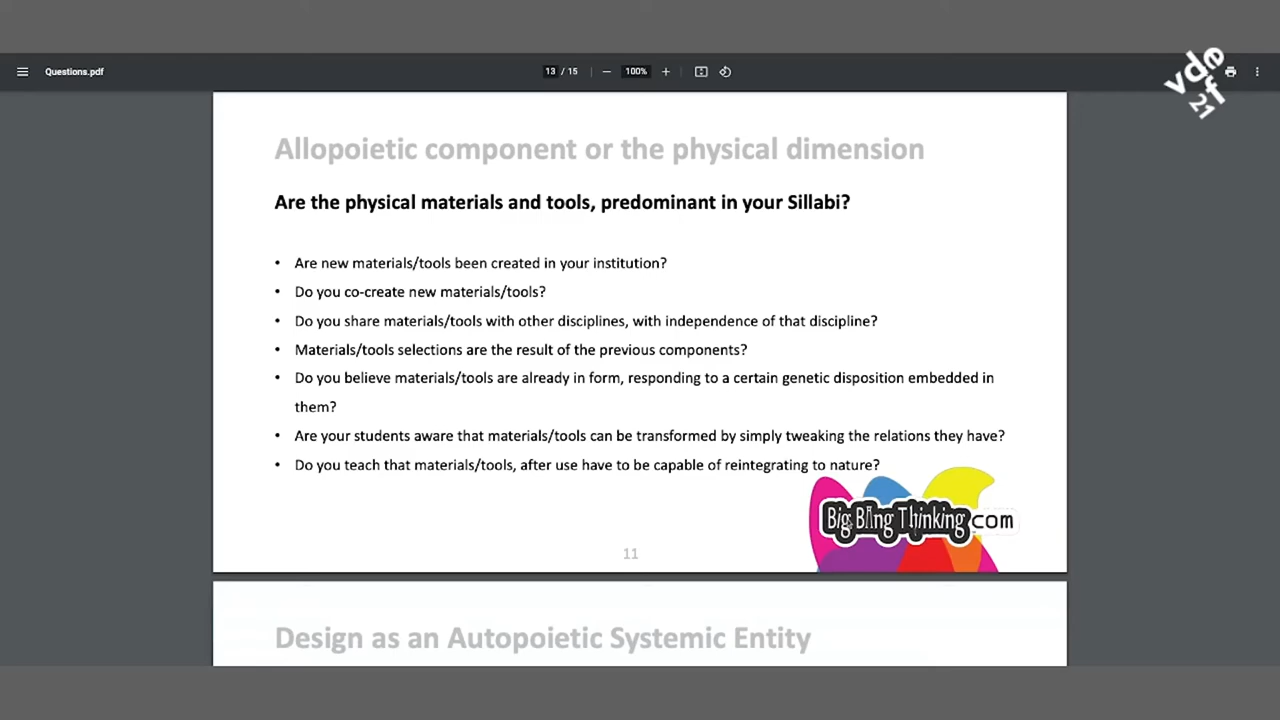 Questions.pdf
13 / 15
100%
vdef
21
Allopoietic component or the physical dimension
Are the physical materials and tools, predominant in your Sillabi?
• Are new materials/tools been created in your institution?
• Do you co-create new materials/tools?
• Do you share materials/tools with other disciplines, with independence of that discipline?
• Materials/tools selections are the result of the previous components?
• Do you believe materials/tools are already in form, responding to a certain genetic disposition embedded in
them?
• Are your students aware that materials/tools can be transformed by simply tweaking the relations they have?
• Do you teach that materials/tools, after use have to be capable of reintegrating to nature?
Big Bang Thinking.com
11
Design as an Autopoietic Systemic Entity